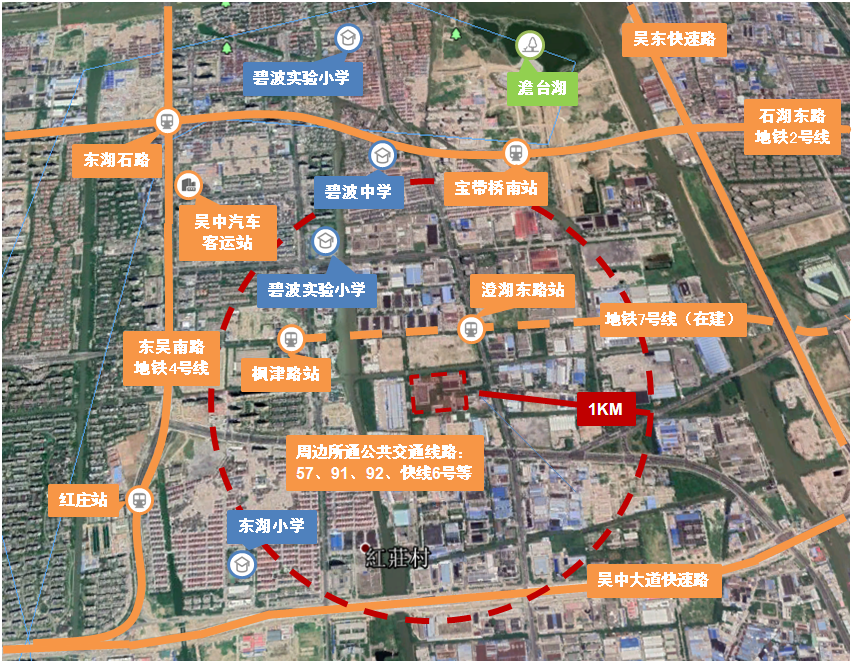 吴东快速路
碧波实验小学
澹台湖
石湖东路
地铁2号线
东湖石路
碧波中学
宝带桥南站
吴中汽车
客运站
碧波实验小学
澄湖东路站
地铁7号线（在建）
东吴南路
地铁4号线
枫津路站
1KM
周边所通公共交通线路：
57、91、92、快线6号等
红庄站
东湖小学
紅莊村
吴中大道快速路